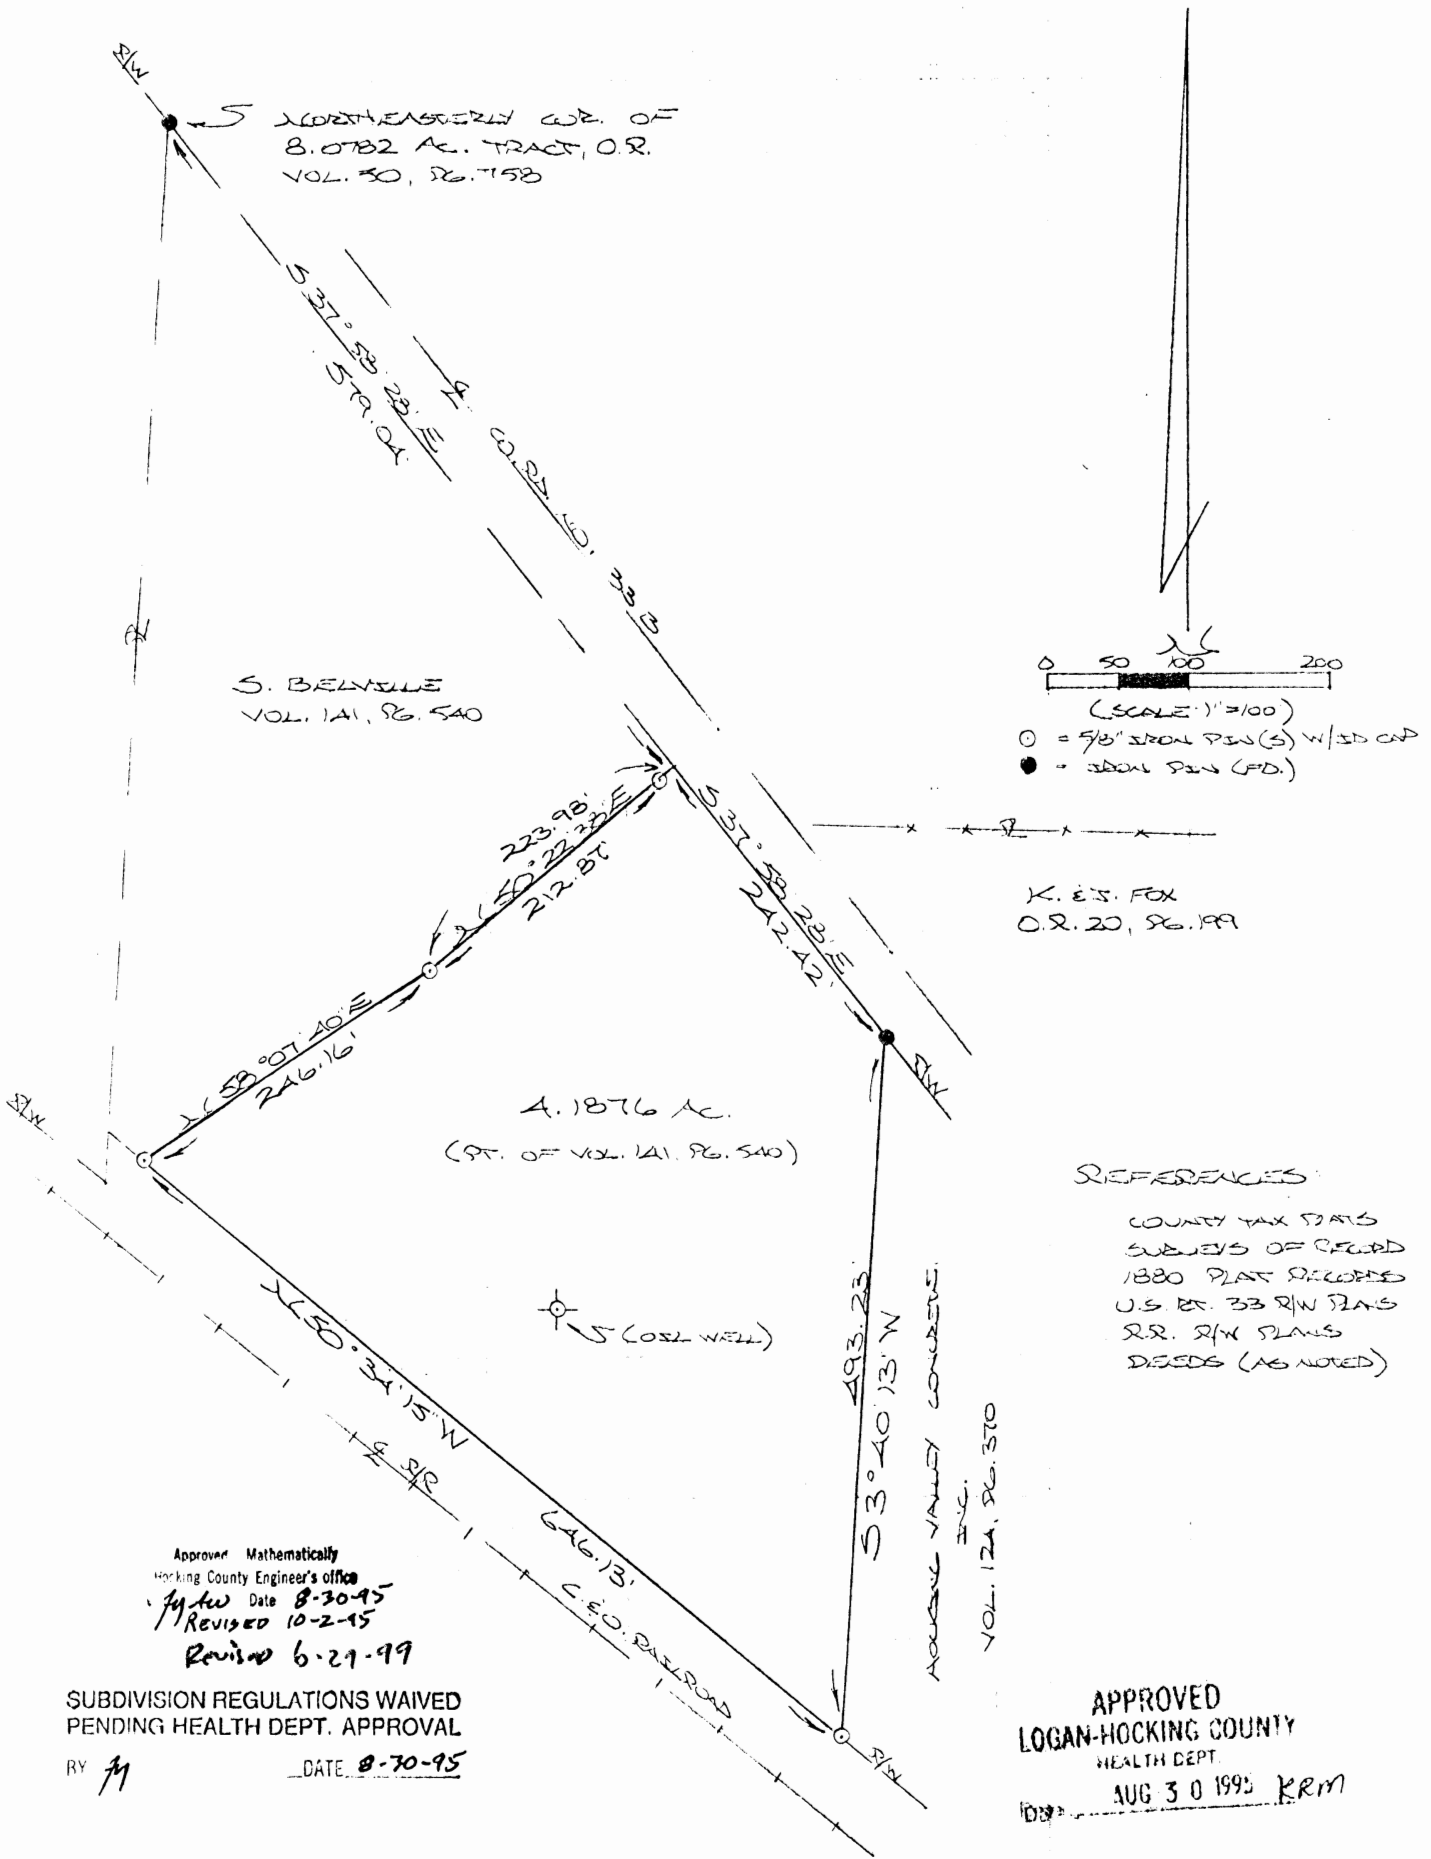 R/W
NORTHEASTERLY COR. OF
8.0782 AC. TRACT, O.R.
VOL. 50, PG. 758
S 37° 58' 28" E
579.04'
℄
CO. RD. NO. 33 B
N
0 50 100 200
(SCALE 1"=100')
⊙ = 5/8" IRON PIN(S) W/ID CAP
● = IRON PIN (FD.)
S. BELVILLE
VOL. 141, PG. 540
223.98'
N 50° 22' 38" E
212.87'
S 37° 58' 28" E
242.42'
K. & J. FOX
O.R. 20, PG. 199
N 58° 07' 40" E
246.16'
R/W
R/W
4.1876 AC.
(PT. OF VOL. 141, PG. 540)
REFERENCES:
COUNTY TAX PLATS
SURVEYS OF RECORD
1880 PLAT RECORDS
U.S. RT. 33 R/W PLANS
R.R. R/W PLANS
DEEDS (AS NOTED)
(OIL WELL)
N 50° 34' 15" W
646.13'
493.23'
S 3° 40' 13" W
HOCKING VALLEY CONCRETE,
INC.
VOL. 124, PG. 370
℄ R/R
C. & O. RAILROAD
R/W
Approved Mathematically
Hocking County Engineer's office
Date 8-30-95
REVISED 10-2-95
Revised 6-29-99
SUBDIVISION REGULATIONS WAIVED
PENDING HEALTH DEPT. APPROVAL
BY DATE 8-30-95
APPROVED
LOGAN-HOCKING COUNTY
HEALTH DEPT.
AUG 30 1995 KRM